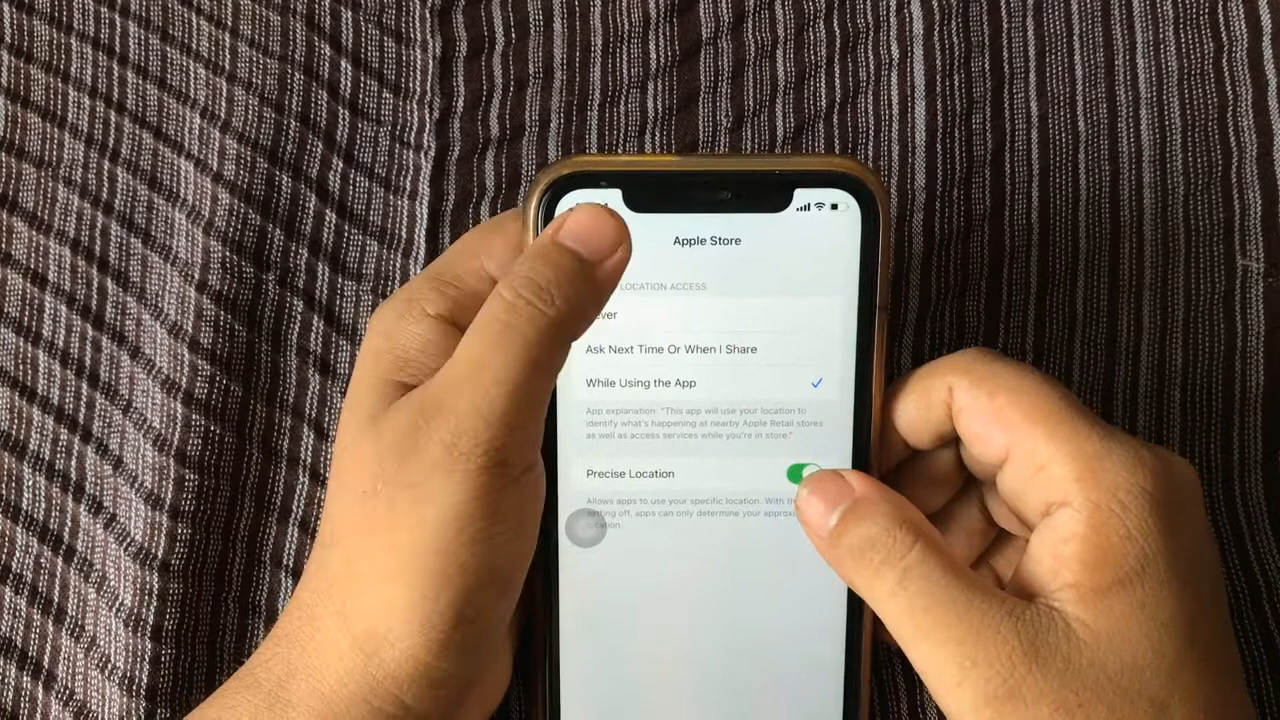 Apple Store
LOCATION ACCESS
Ask Next Time Or When I Share
While Using the App
App explanation: "This app will use your location to
identify what's happening at nearby Apple Retail stores
as well as access services while you're in store."
Precise Location
Allows apps to use your specific location. With
setting off, apps can only determine your
location.